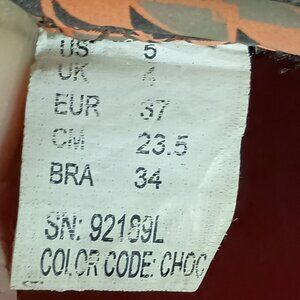 US 5
UK 4
EUR 37
CM 23.5
BRA 34
SN: 92189L
COLOR CODE: CHOC